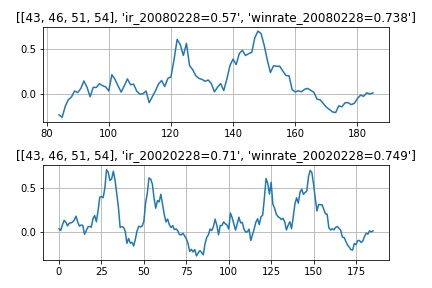 [[43, 46, 51, 54], 'ir_20080228=0.57', 'winrate_20080228=0.738']
0.5
0.0
80 100 120 140 160 180
[[43, 46, 51, 54], 'ir_20020228=0.71', 'winrate_20020228=0.749']
0.5
0.0
0 25 50 75 100 125 150 175